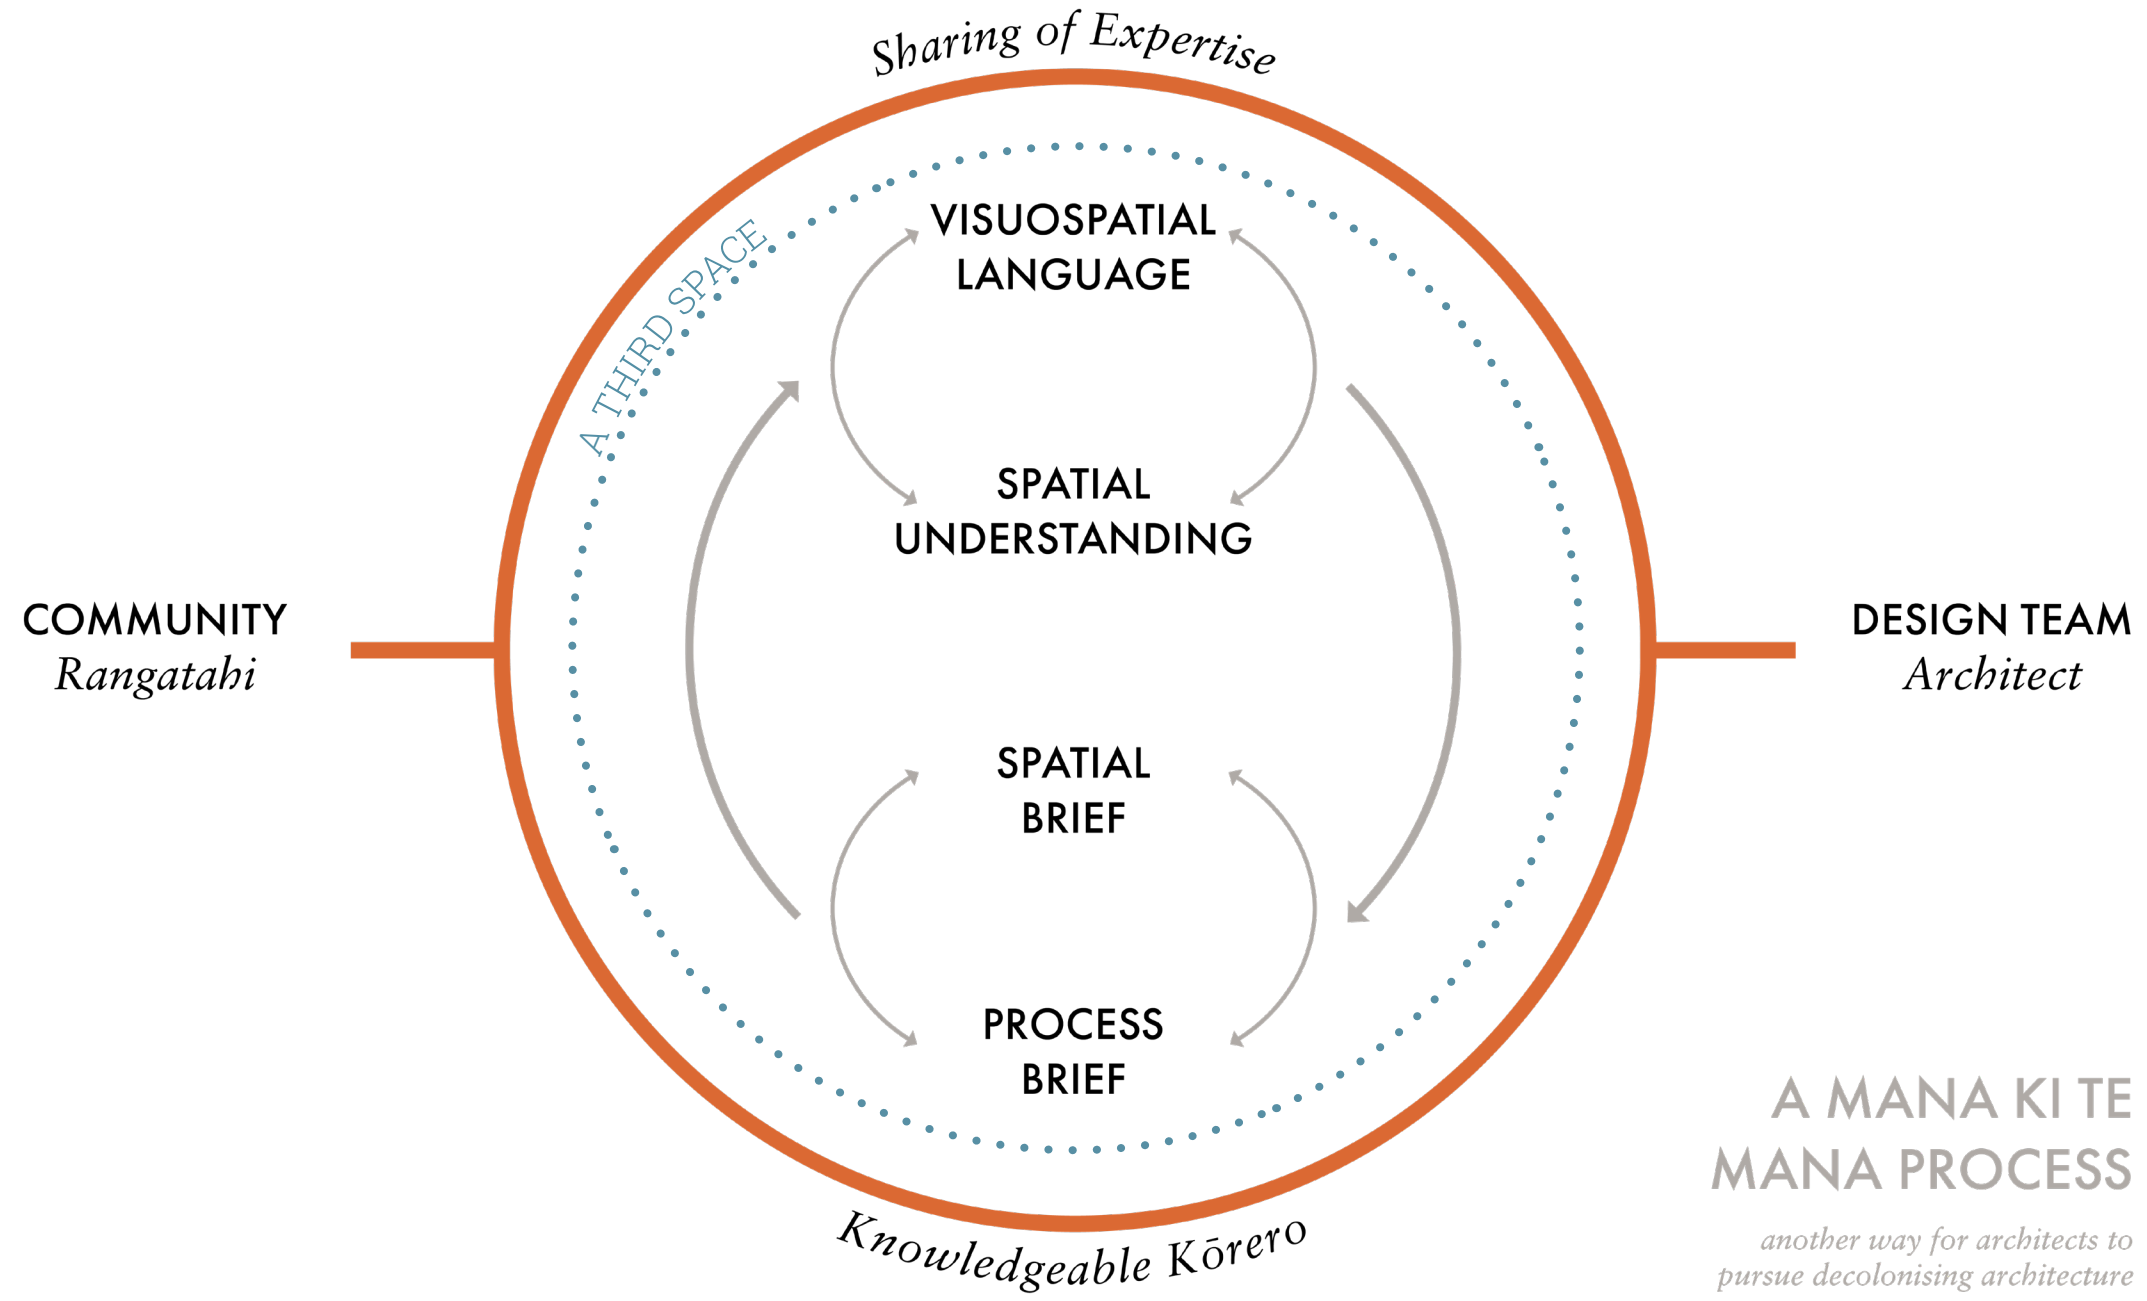 Sharing of Expertise
A THIRD SPACE
VISUOSPATIAL
LANGUAGE
SPATIAL
UNDERSTANDING
COMMUNITY
Rangatahi
DESIGN TEAM
Architect
SPATIAL
BRIEF
PROCESS
BRIEF
Knowledgeable Kōrero
A MANA KI TE
MANA PROCESS
another way for architects to
pursue decolonising architecture